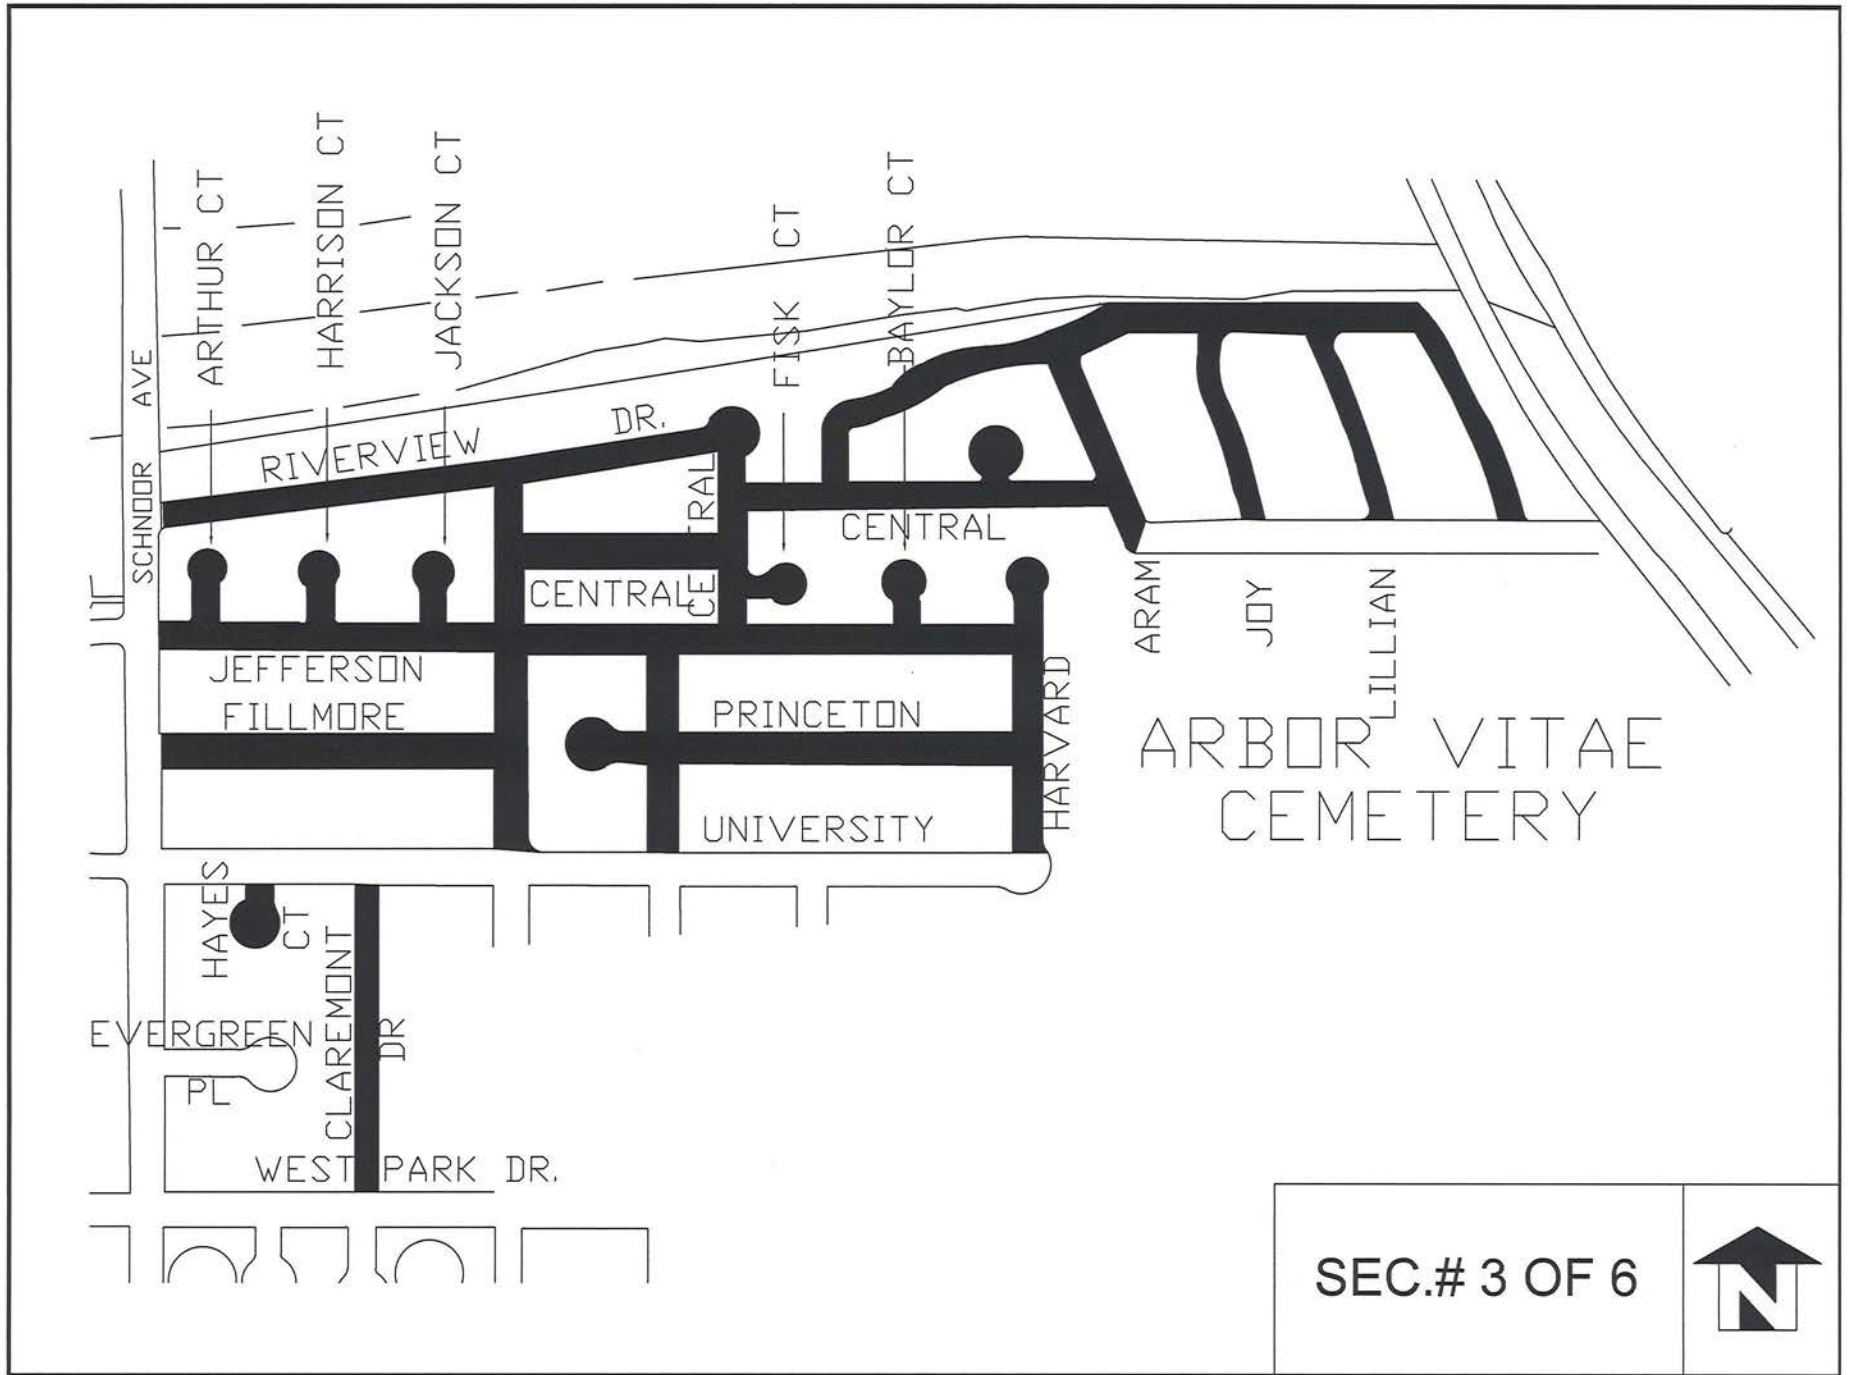 ARTHUR CT
HARRISON CT
JACKSON CT
FISK CT
BAYLOR CT
SCHNOOR AVE
RIVERVIEW DR.
CENTRAL
CENTRAL
CENTRAL
JEFFERSON
FILLMORE
PRINCETON
UNIVERSITY
HARVARD
ARAM
JOY
LILLIAN
ARBOR VITAE
CEMETERY
HAYES CT
CLAREMONT DR
EVERGREEN
PL
WEST PARK DR.
SEC.# 3 OF 6
N